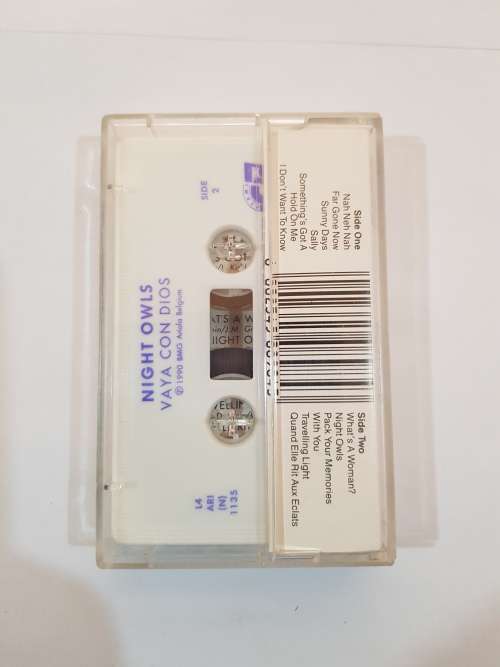 SIDE
2
NIGHT OWLS
VAYA CON DIOS
℗ 1990 BMG Ariola Belgium
L4
ARI
(N)
1135
Side One
Nah Neh Nah
Far Gone Now
Sunny Days
Sally
Something's Got A
Hold On Me
I Don't Want To Know
Side Two
What's A Woman?
Night Owls
Pack Your Memories
With You
Travelling Light
Quand Elle Rit Aux Eclats